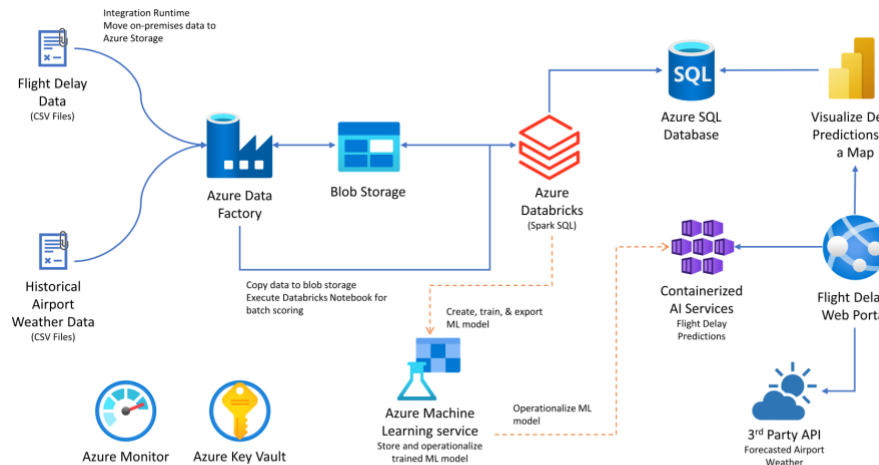 Integration Runtime
Move on-premises data to
Azure Storage
Flight Delay
Data
(CSV Files)
Azure Data
Factory
Blob Storage
Azure
Databricks
(Spark SQL)
SQL
Azure SQL
Database
Visualize De
Predictions
a Map
Historical
Airport
Weather Data
(CSV Files)
Copy data to blob storage
Execute Databricks Notebook for
batch scoring
Create, train, & export
ML model
Containerized
AI Services
Flight Delay
Predictions
Flight Dela
Web Porta
Azure Machine
Learning service
Store and operationalize
trained ML model
Operationalize ML
model
3rd Party API
Forecasted Airport
Weather
Azure Monitor
Azure Key Vault